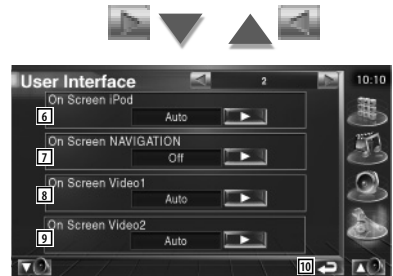 User Interface 2 10:10
On Screen iPod
6 Auto
On Screen NAVIGATION
7 Off
On Screen Video1
8 Auto
On Screen Video2
9 Auto
10